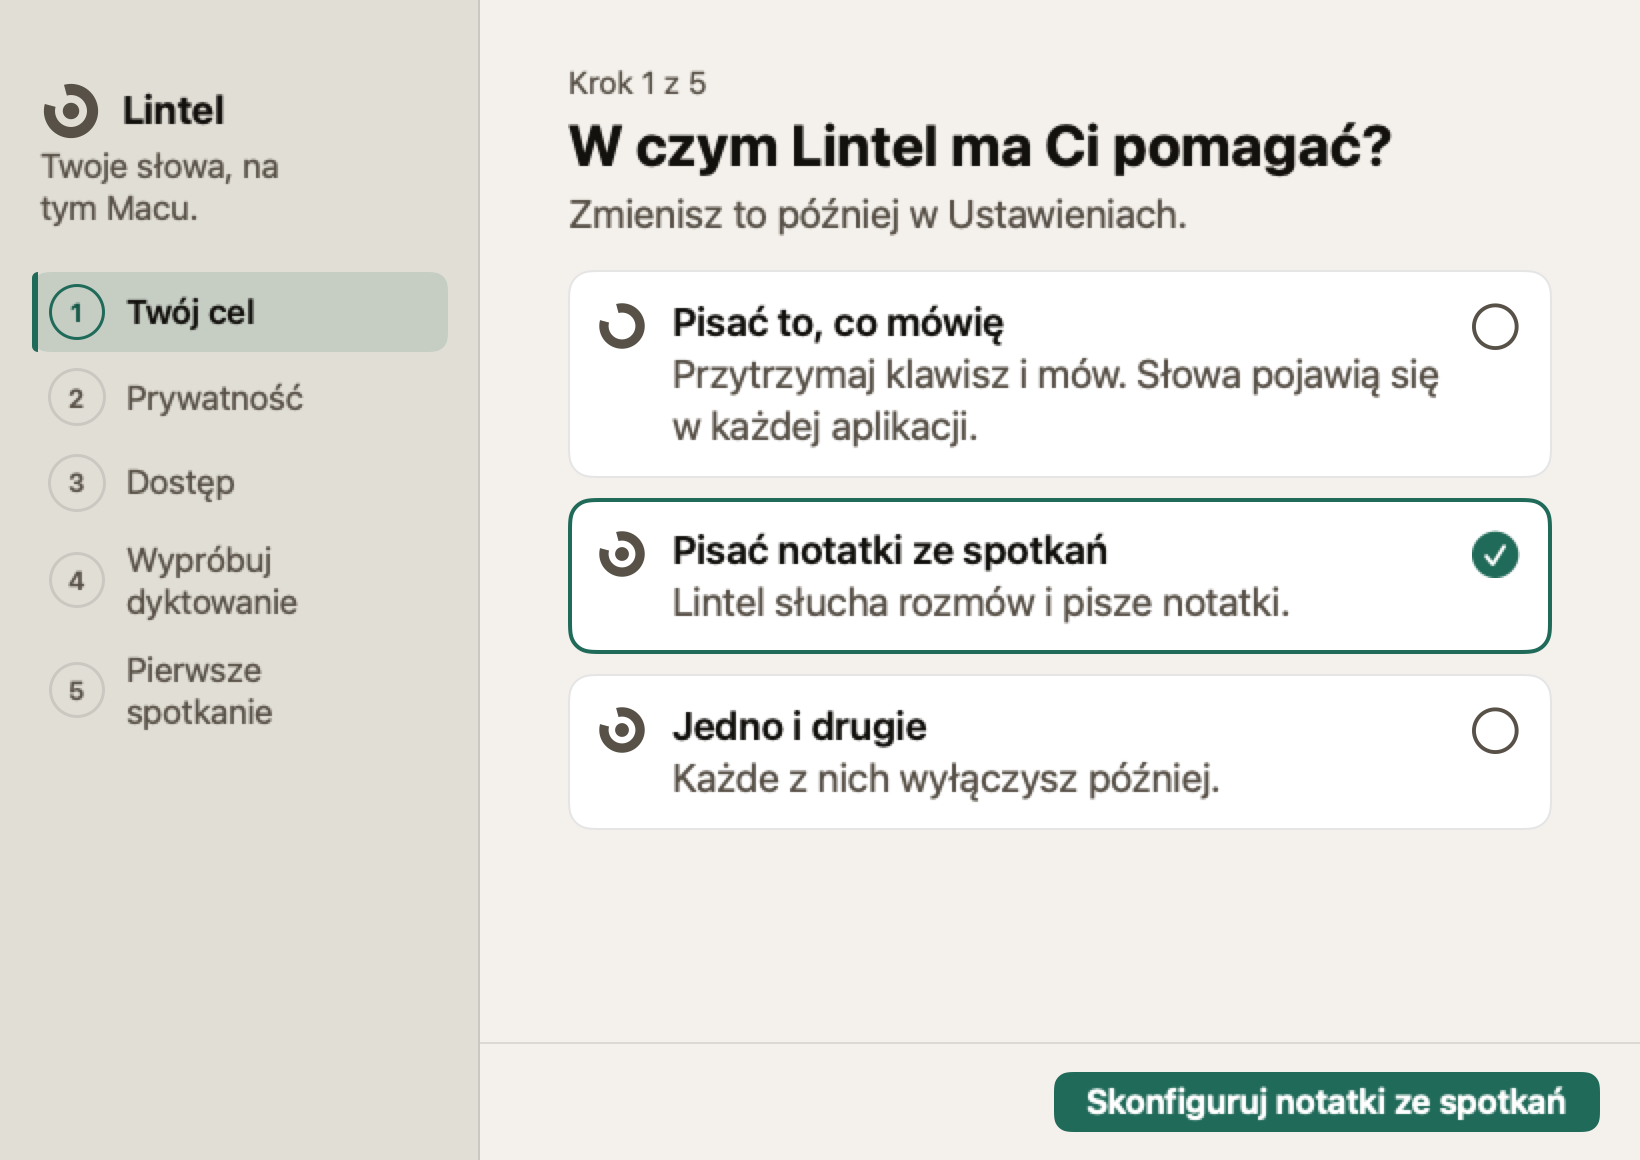 Lintel
Twoje słowa, na
tym Macu.
1 Twój cel
2 Prywatność
3 Dostęp
4 Wypróbuj
dyktowanie
5 Pierwsze
spotkanie
Krok 1 z 5
W czym Lintel ma Ci pomagać?
Zmienisz to później w Ustawieniach.
Pisać to, co mówię
Przytrzymaj klawisz i mów. Słowa pojawią się
w każdej aplikacji.
Pisać notatki ze spotkań
Lintel słucha rozmów i pisze notatki.
Jedno i drugie
Każde z nich wyłączysz później.
Skonfiguruj notatki ze spotkań